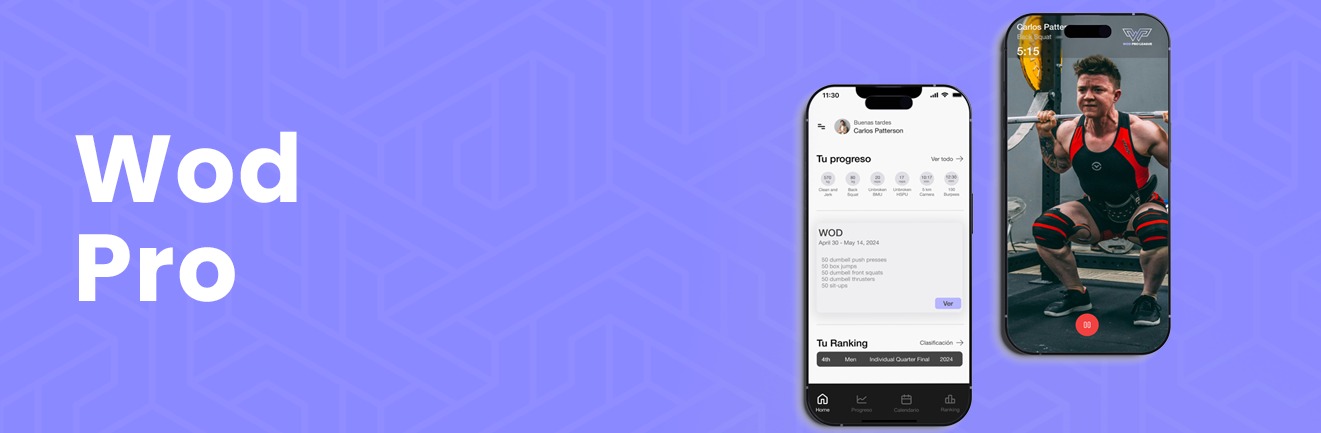 Wod
Pro
11:30
Buenas tardes
Carlos Patterson
Tu progreso
Ver todo
Clean and Jerk
Back Squat
Unbroken BMU
Unbroken HSPU
5 km Carrera
100 Burpees
WOD
April 30 - May 14, 2024
50 dumbell push presses
50 box jumps
50 dumbell front squats
50 dumbell thrusters
50 sit-ups
Ver
Tu Ranking
Clasificación
4th Men Individual Quarter Final 2024
Home Progreso Calendario Ranking
Carlos Patter
Back Squat
5:15